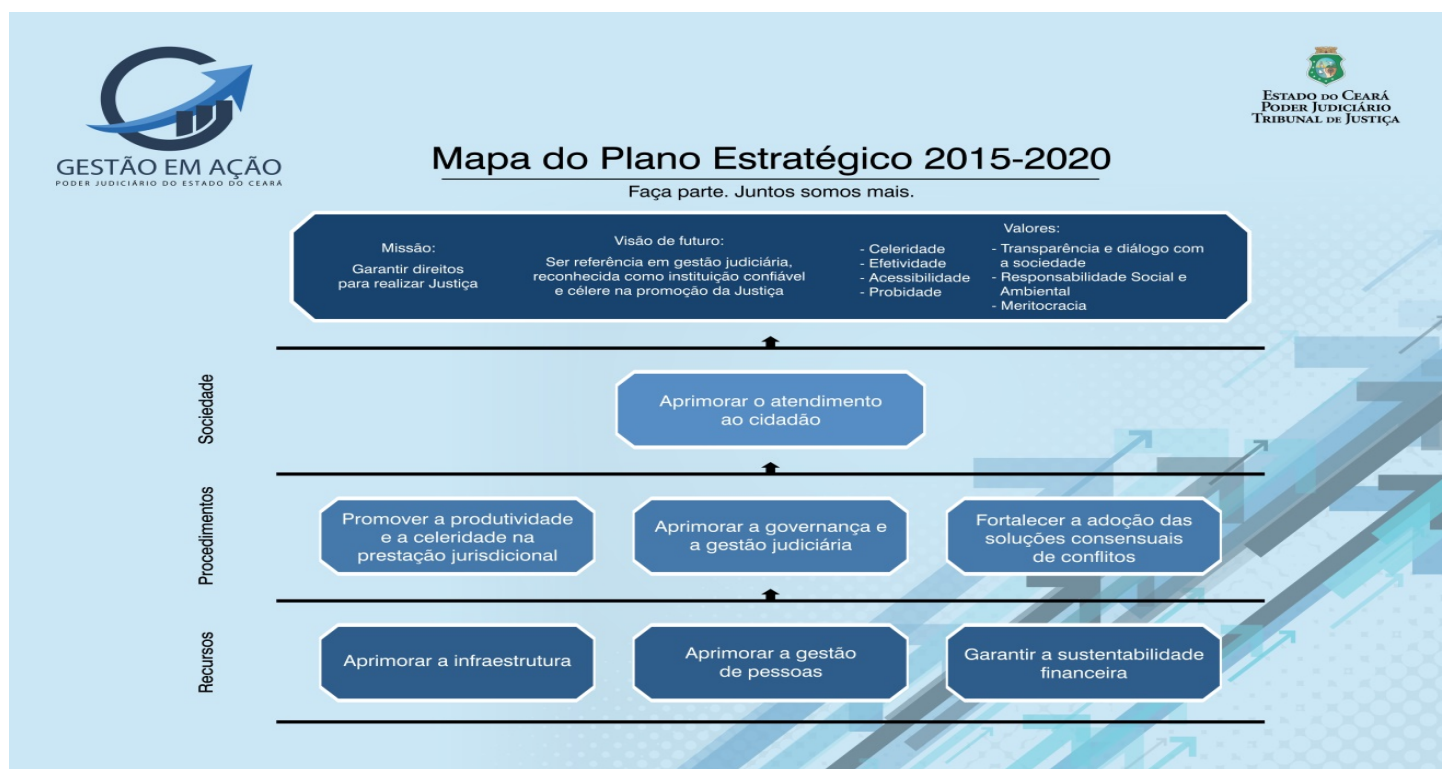 GESTÃO EM AÇÃO
PODER JUDICIÁRIO DO ESTADO DO CEARÁ
ESTADO DO CEARÁ
PODER JUDICIÁRIO
TRIBUNAL DE JUSTIÇA
Mapa do Plano Estratégico 2015-2020
Faça parte. Juntos somos mais.
Missão:
Garantir direitos
para realizar Justiça
Visão de futuro:
Ser referência em gestão judiciária,
reconhecida como instituição confiável
e célere na promoção da Justiça
Valores:
- Celeridade
- Efetividade
- Acessibilidade
- Probidade
- Transparência e diálogo com
a sociedade
- Responsabilidade Social e
Ambiental
- Meritocracia
Sociedade
Aprimorar o atendimento
ao cidadão
Procedimentos
Promover a produtividade
e a celeridade na
prestação jurisdicional
Aprimorar a governança e
a gestão judiciária
Fortalecer a adoção das
soluções consensuais
de conflitos
Recursos
Aprimorar a infraestrutura
Aprimorar a gestão
de pessoas
Garantir a sustentabilidade
financeira